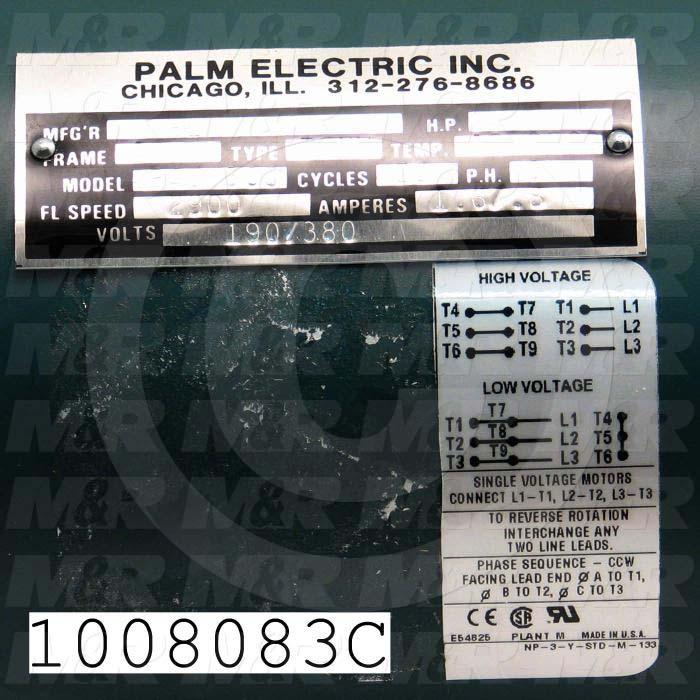 PALM ELECTRIC INC.
CHICAGO, ILL. 312-276-8686
MFG'R H.P.
FRAME TYPE TEMP.
MODEL CYCLES P.H.
FL SPEED 2800 AMPERES
VOLTS 190/380
HIGH VOLTAGE
T4 T7 T1 L1
T5 T8 T2 L2
T6 T9 T3 L3
LOW VOLTAGE
T7
T1 L1 T4
T8
T2 L2 T5
T9
T3 L3 T6
SINGLE VOLTAGE MOTORS
CONNECT L1-T1, L2-T2, L3-T3
TO REVERSE ROTATION
INTERCHANGE ANY
TWO LINE LEADS.
PHASE SEQUENCE - CCW
FACING LEAD END Ø A TO T1,
Ø B TO T2, Ø C TO T3
CE SA UR
E54825 PLANT M MADE IN U.S.A.
NP-3-Y-STD-M-133
1008083C
M&R